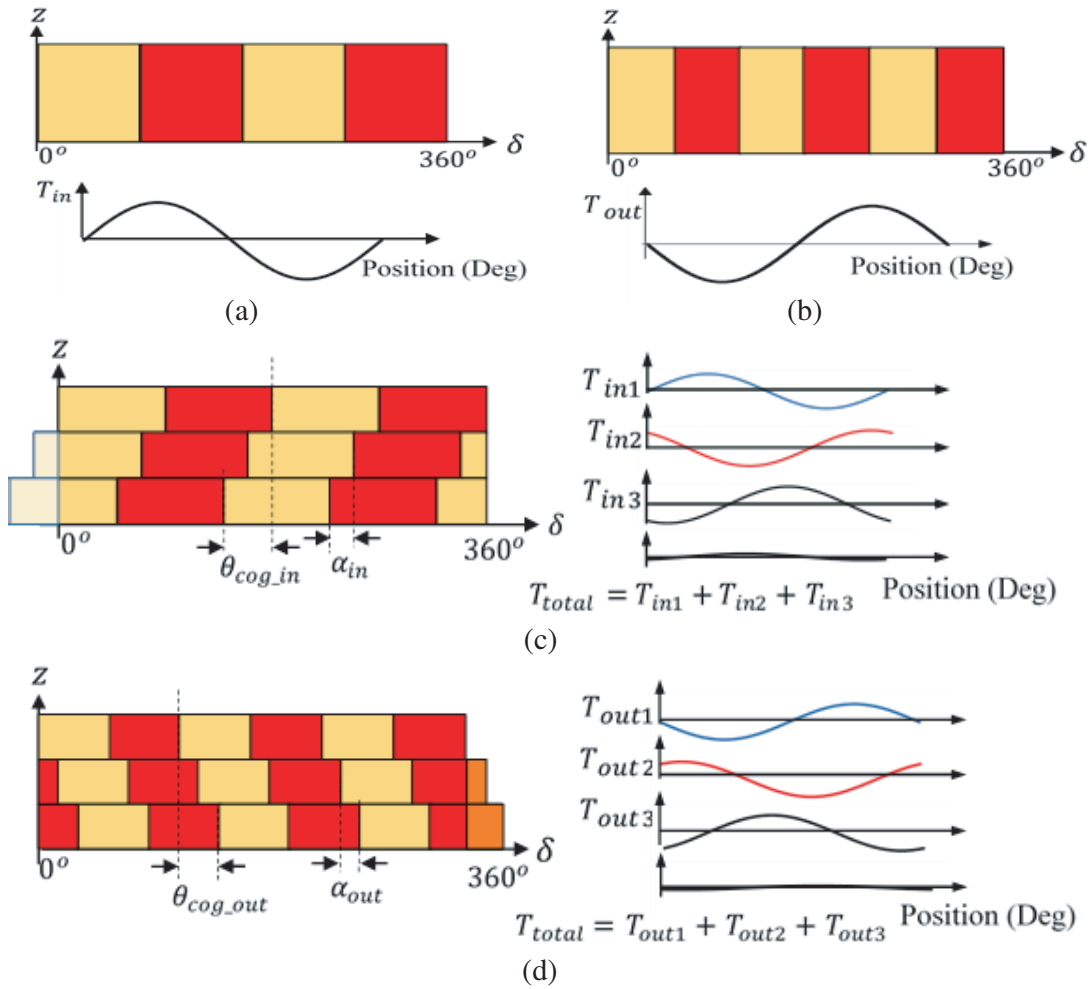 z
0° 360° δ
T_in
Position (Deg)
(a)
z
0° 360° δ
T_out
Position (Deg)
(b)
z
0° 360° δ
θ_cog_in α_in
T_in1
T_in2
T_in3
Position (Deg)
T_total = T_in1 + T_in2 + T_in3
(c)
z
0° 360° δ
θ_cog_out α_out
T_out1
T_out2
T_out3
Position (Deg)
T_total = T_out1 + T_out2 + T_out3
(d)